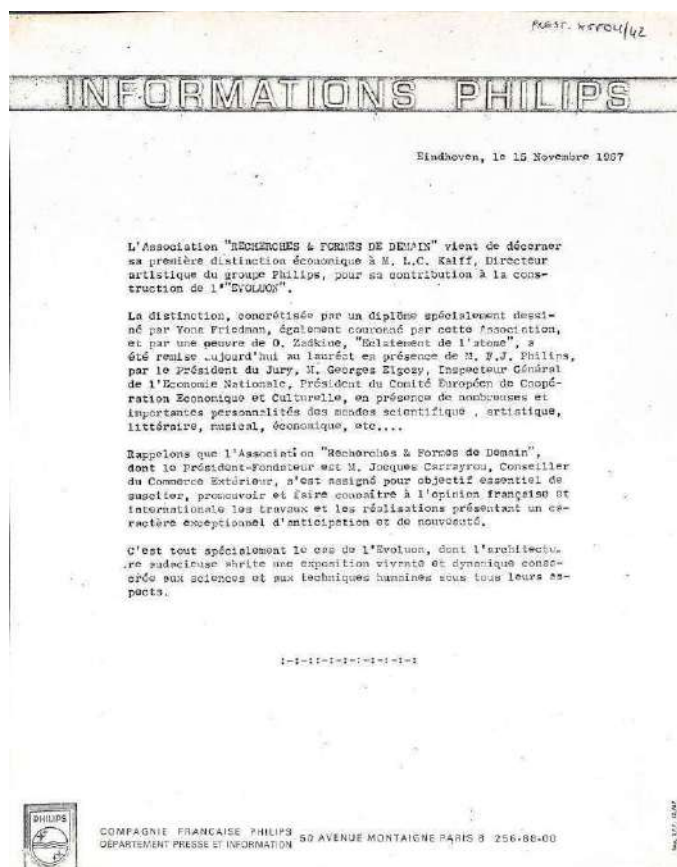 INFORMATIONS PHILIPS
Eindhoven, le 15 Novembre 1967
L'Association "RECHERCHES & FORMES DE DEMAIN" vient de décerner
sa première distinction économique à M. L.C. Kalff, Directeur
artistique du groupe Philips, pour sa contribution à la cons-
truction de l'"EVOLUON".
La distinction, concrétisée par un diplôme spécialement dessi-
né par Yona Friedman, également couronné par cette Association,
et par une oeuvre de O. Zadkine, "Eclatement de l'atome", a
été remise aujourd'hui au lauréat en présence de M. F.J. Philips,
par le Président du Jury, M. Georges Elgozy, Inspecteur Général
de l'Economie Nationale, Président du Comité Européen de Coopé-
ration Economique et Culturelle, en présence de nombreuses et
importantes personnalités des mondes scientifique , artistique,
littéraire, musical, économique, etc....
Rappelons que l'Association "Recherches & Formes de Demain",
dont le Président-Fondateur est M. Jacques Carrayrou, Conseiller
du Commerce Extérieur, s'est assigné pour objectif essentiel de
susciter, promouvoir et faire connaître à l'opinion française et
internationale les travaux et les réalisations présentant un ca-
ractère exceptionnel d'anticipation et de nouveauté.
C'est tout spécialement le cas de l'Evoluon, dont l'architectu-
re audacieuse abrite une exposition vivante et dynamique consa-
crée aux sciences et aux techniques humaines sous tous leurs as-
pects.
:-:-::-:-:-:-:-:-:-:
PHILIPS
COMPAGNIE FRANCAISE PHILIPS
DÉPARTEMENT PRESSE ET INFORMATION
50 AVENUE MONTAIGNE PARIS 8 256-88-00